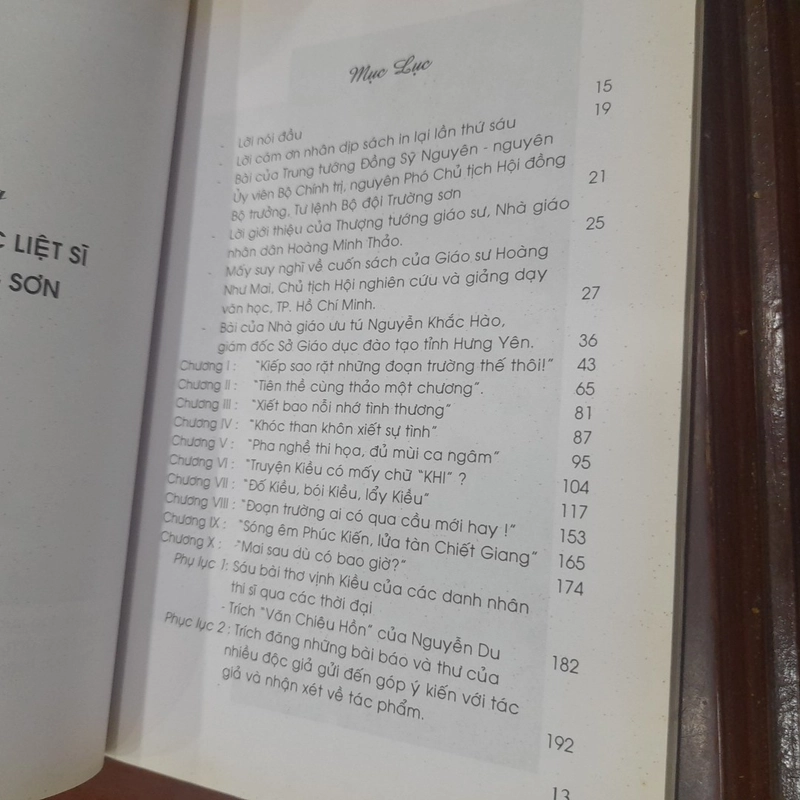 C LIỆT SĨ
SƠN
Mục Lục
- Lời nói đầu 15
- Lời cảm ơn nhân dịp sách in lại lần thứ sáu 19
- Bài của Trung tướng Đồng Sỹ Nguyên - nguyên
Ủy viên Bộ Chính trị, nguyên Phó Chủ tịch Hội đồng
Bộ trưởng, Tư lệnh Bộ đội Trường sơn 21
- Lời giới thiệu của Thượng tướng giáo sư, Nhà giáo
nhân dân Hoàng Minh Thảo. 25
- Mấy suy nghĩ về cuốn sách của Giáo sư Hoàng
Như Mai, Chủ tịch Hội nghiên cứu và giảng dạy
văn học, TP. Hồ Chí Minh. 27
- Bài của Nhà giáo ưu tú Nguyễn Khắc Hào,
giám đốc Sở Giáo dục đào tạo tỉnh Hưng Yên. 36
Chương I : "Kiếp sao rặt những đoạn trường thế thôi!" 43
Chương II : "Tiên thề cùng thảo một chương". 65
Chương III : "Xiết bao nỗi nhớ tình thương" 81
Chương IV : "Khóc than khôn xiết sự tình" 87
Chương V : "Pha nghề thi họa, đủ mùi ca ngâm" 95
Chương VI : "Truyện Kiều có mấy chữ "KHI" ? 104
Chương VII : "Đố Kiều, bói Kiều, lẩy Kiều" 117
Chương VIII : "Đoạn trường ai có qua cầu mới hay !" 153
Chương IX : "Sóng êm Phúc Kiến, lửa tàn Chiết Giang" 165
Chương X : -"Mai sau dù có bao giờ?" 174
Phụ lục 1: Sáu bài thơ vịnh Kiều của các danh nhân
thi sĩ qua các thời đại
- Trích "Văn Chiêu Hồn" của Nguyễn Du 182
Phục lục 2 : Trích đáng những bài báo và thư của
nhiều độc giả gửi đến góp ý kiến với tác
giả và nhận xét về tác phẩm. 192
13